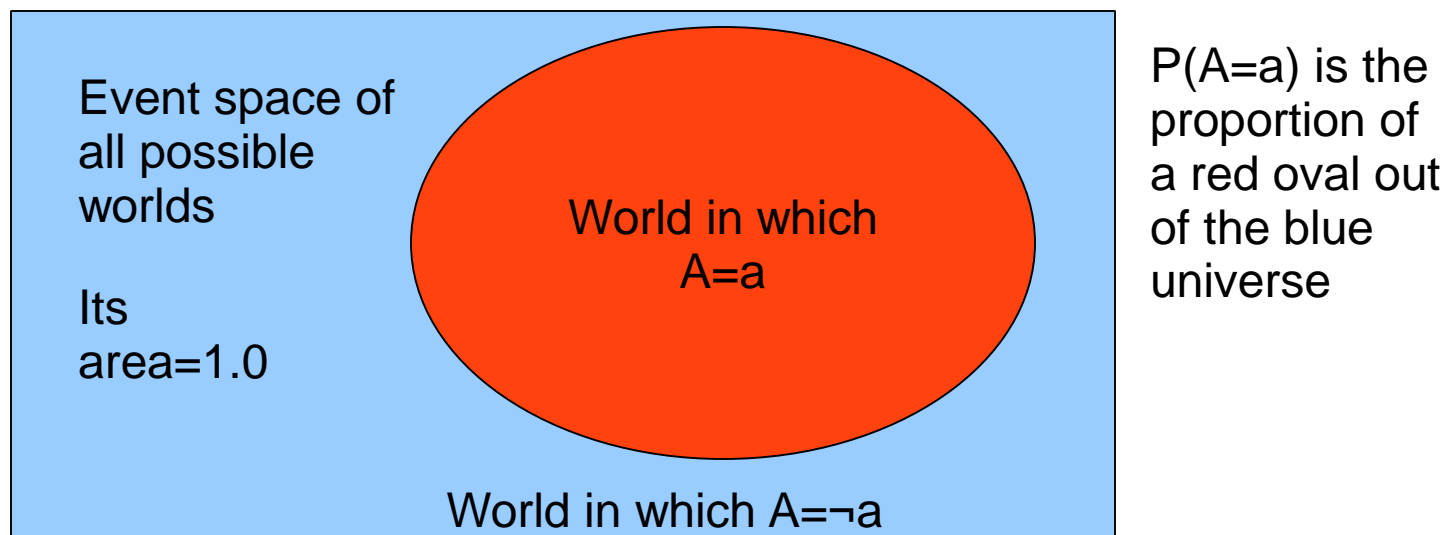 Event space of
all possible
worlds
Its
area=1.0
World in which
A=a
World in which A=¬a
P(A=a) is the
proportion of
a red oval out
of the blue
universe